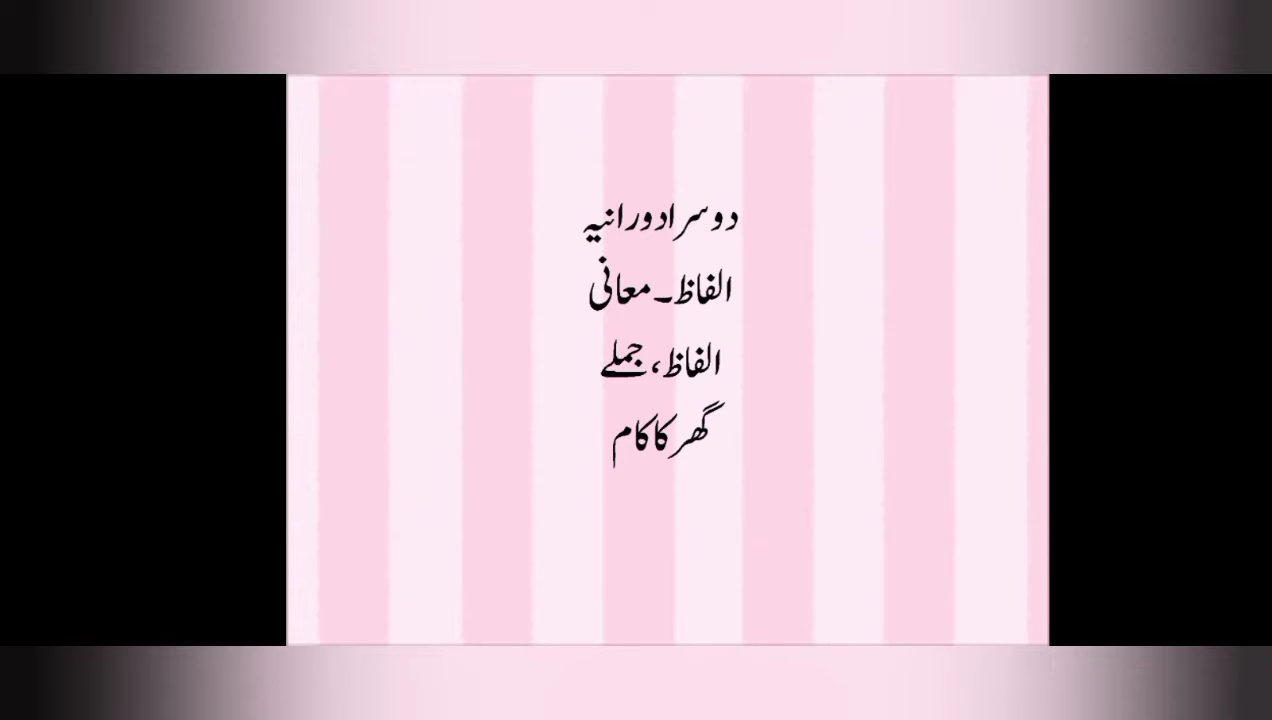 دوسرا دورانیہ
الفاظ۔ معانی
الفاظ، جملے
گھر کا کام